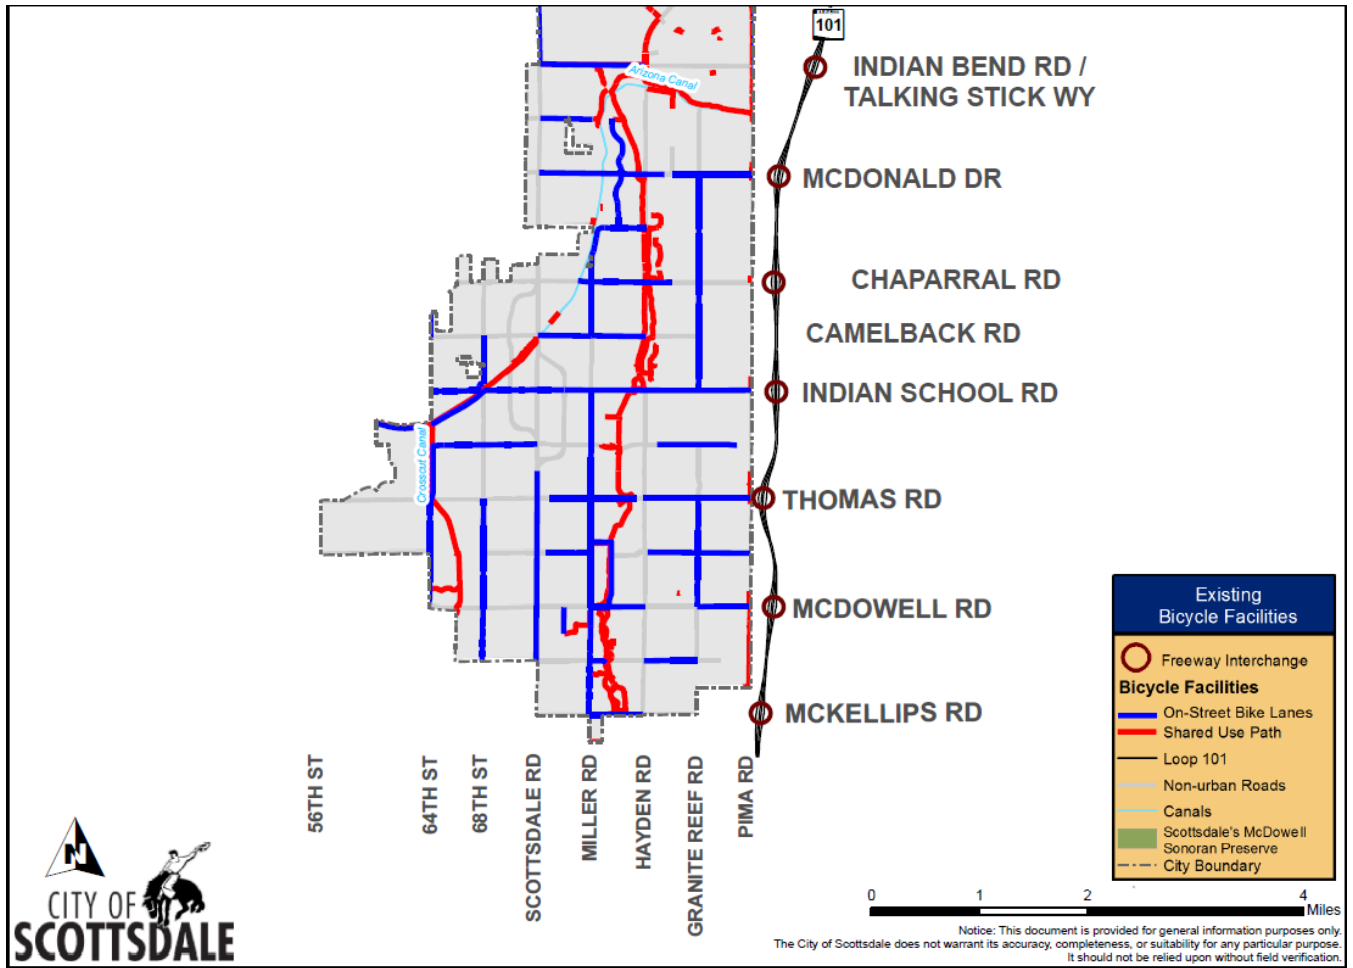 LOOP
101
INDIAN BEND RD /
TALKING STICK WY
Arizona Canal
MCDONALD DR
CHAPARRAL RD
CAMELBACK RD
INDIAN SCHOOL RD
Crosscut Canal
THOMAS RD
MCDOWELL RD
MCKELLIPS RD
56TH ST
64TH ST
68TH ST
SCOTTSDALE RD
MILLER RD
HAYDEN RD
GRANITE REEF RD
PIMA RD
Existing
Bicycle Facilities
Freeway Interchange
Bicycle Facilities
On-Street Bike Lanes
Shared Use Path
Loop 101
Non-urban Roads
Canals
Scottsdale's McDowell
Sonoran Preserve
City Boundary
N
CITY OF
SCOTTSDALE
0 1 2 4
Miles
Notice: This document is provided for general information purposes only.
The City of Scottsdale does not warrant its accuracy, completeness, or suitability for any particular purpose.
It should not be relied upon without field verification.